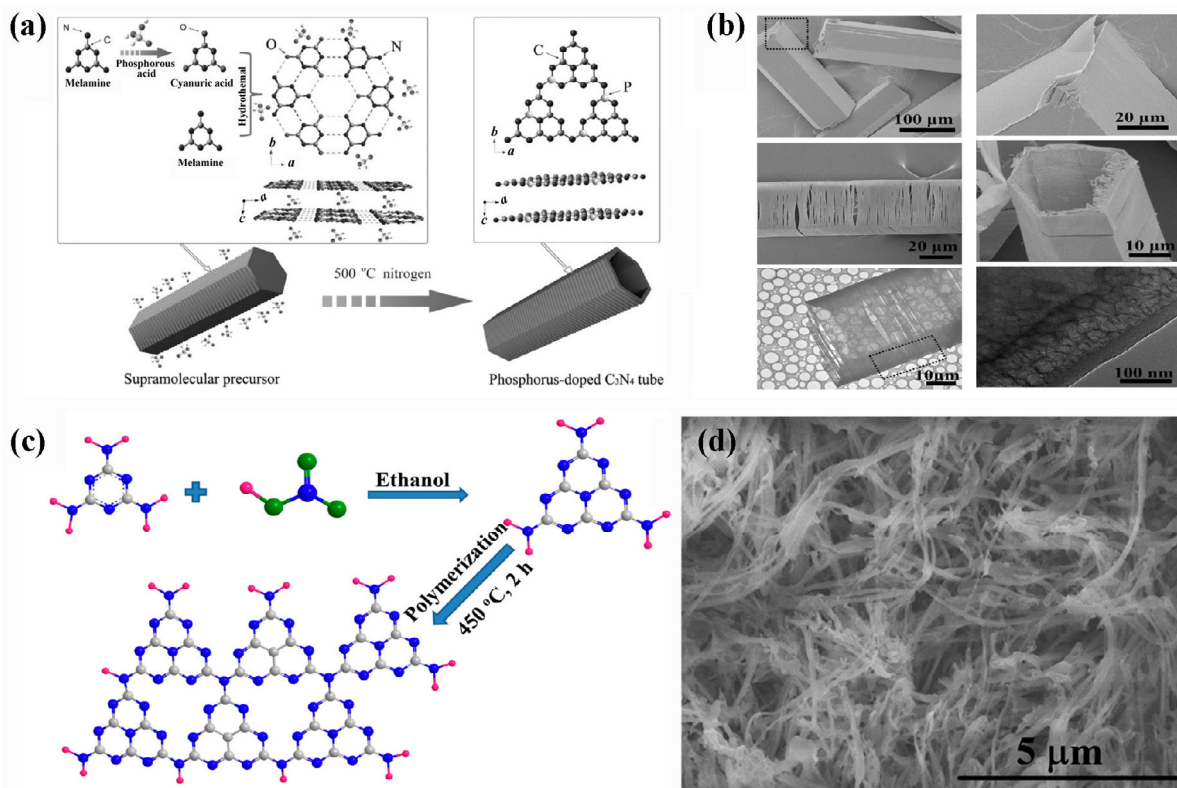 (a)
N
O
C
Phosphorous
acid
Melamine
Cyanuric acid
Melamine
Hydrothemal
O
N
b
a
a
c
C
P
b
a
a
c
500 °C nitrogen
Supramolecular precursor
Phosphorus-doped C₃N₄ tube
(b)
100 μm
20 μm
20 μm
10 μm
10μm
100 nm
(c)
Ethanol
Polymerization
450 °C, 2 h
(d)
5 μm